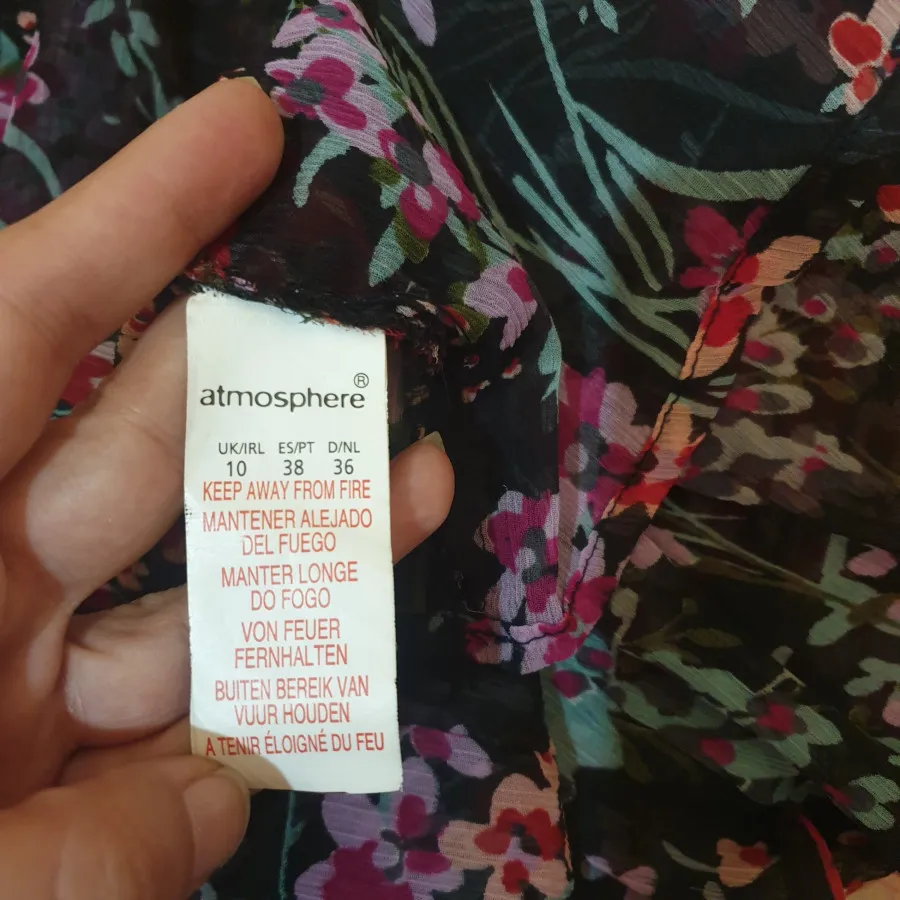 atmosphere®
UK/IRL ES/PT D/NL
10 38 36
KEEP AWAY FROM FIRE
MANTENER ALEJADO
DEL FUEGO
MANTER LONGE
DO FOGO
VON FEUER
FERNHALTEN
BUITEN BEREIK VAN
VUUR HOUDEN
A TENIR ÉLOIGNÉ DU FEU